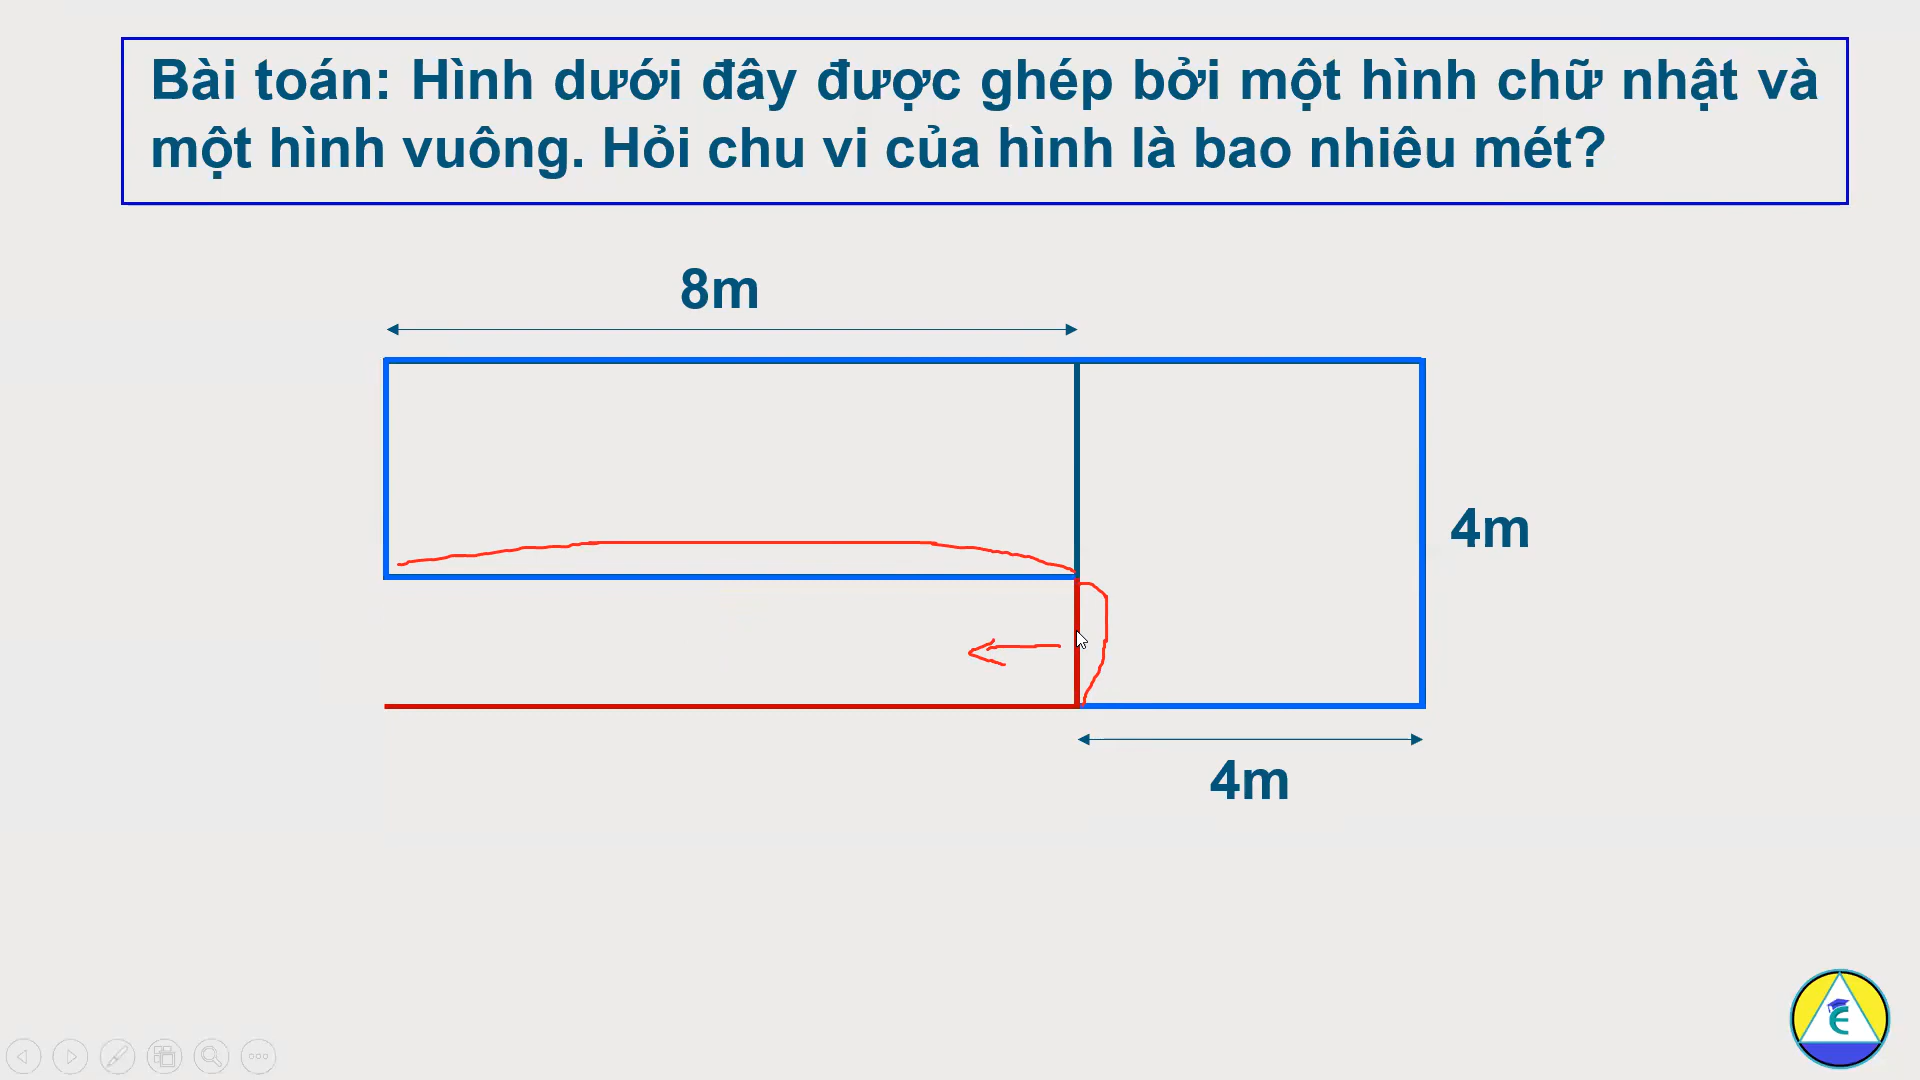 Bài toán: Hình dưới đây được ghép bởi một hình chữ nhật và
một hình vuông. Hỏi chu vi của hình là bao nhiêu mét?
8m
4m
4m